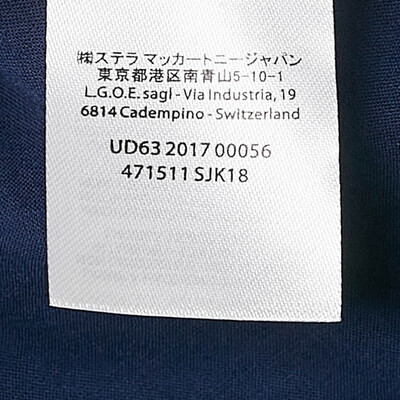 ㈱ステラ マッカートニージャパン
東京都港区南青山5-10-1
L.G.O.E. sagl - Via Industria, 19
6814 Cadempino - Switzerland
UD63 2017 00056
471511 SJK18